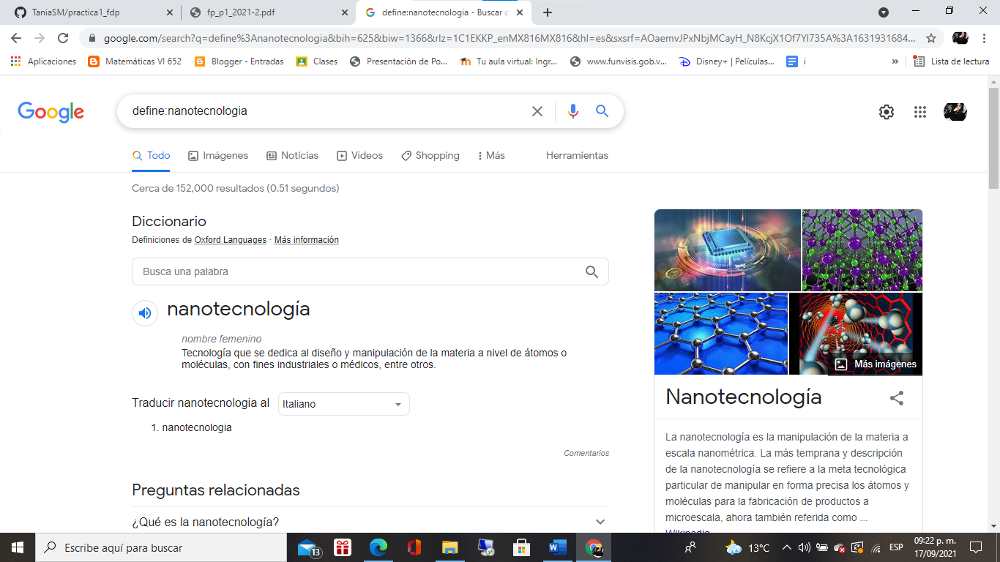 TaniaSM/practica1_fdp
fp_p1_2021-2.pdf
define:nanotecnologia - Buscar c
google.com/search?q=define%3Ananotecnologia&bih=625&biw=1366&rlz=1C1EKKP_enMX816MX816&hl=es&sxsrf=AOaemvJPxNbjMCayH_N8KcjX1Of7Yl735A%3A1631931684...
Aplicaciones
Matemáticas VI 652
Blogger - Entradas
Clases
Presentación de Po...
Tu aula virtual: Ingr...
www.funvisis.gob.v...
Disney+ | Películas...
i
»
Lista de lectura
Google
define:nanotecnologia
Todo
Imágenes
Noticias
Vídeos
Shopping
Más
Herramientas
Cerca de 152,000 resultados (0.51 segundos)
Diccionario
Definiciones de Oxford Languages · Más información
Busca una palabra
nanotecnología
nombre femenino
Tecnología que se dedica al diseño y manipulación de la materia a nivel de átomos o
moléculas, con fines industriales o médicos, entre otros.
Traducir nanotecnologia al
Italiano
1. nanotecnologia
Comentarios
Preguntas relacionadas
¿Qué es la nanotecnología?
Más imágenes
Nanotecnología
La nanotecnología es la manipulación de la materia a
escala nanométrica. La más temprana y descripción
de la nanotecnología se refiere a la meta tecnológica
particular de manipular en forma precisa los átomos y
moléculas para la fabricación de productos a
microescala, ahora también referida como ...
Wikipedia
Escribe aquí para buscar
13
13°C
ESP
09:22 p. m.
17/09/2021